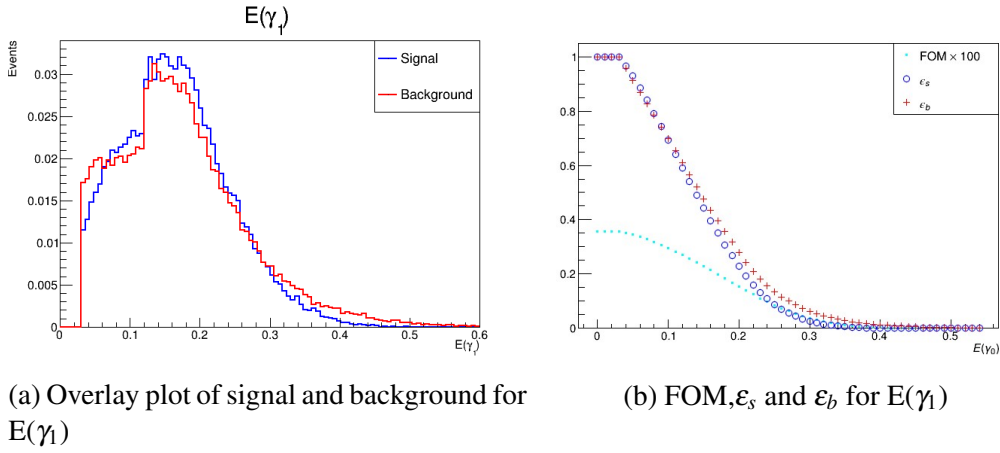 E(γ₁)
Events
Signal
Background
0.03
0.025
0.02
0.015
0.01
0.005
0
0 0.1 0.2 0.3 0.4 0.5 0.6
E(γ₁)
FOM × 100
ϵₛ
ϵ_b
1
0.8
0.6
0.4
0.2
0
0 0.1 0.2 0.3 0.4 0.5
E(γ₀)
(a) Overlay plot of signal and background for
E(γ₁)
(b) FOM,εₛ and ε_b for E(γ₁)